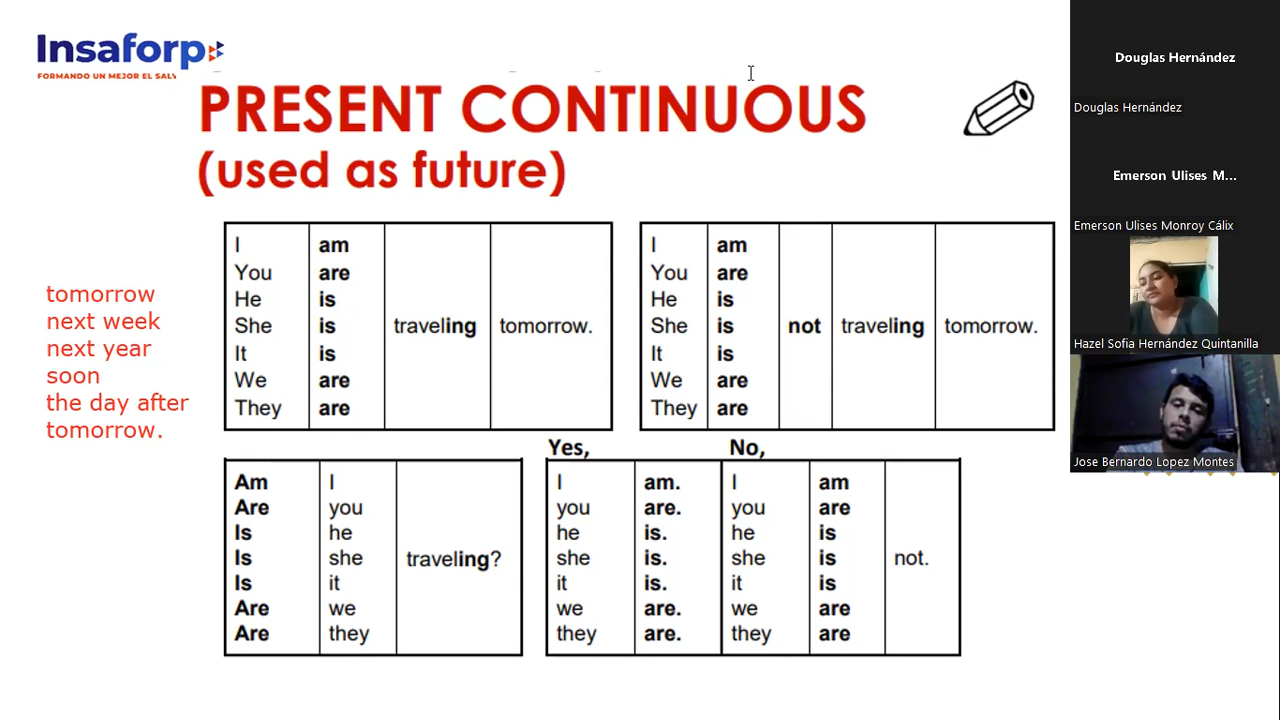 Insaforp
FORMANDO UN MEJOR EL SALV
PRESENT CONTINUOUS
(used as future)
tomorrow
next week
next year
soon
the day after
tomorrow.
I am
You are
He is
She is traveling tomorrow.
It is
We are
They are
I am
You are
He is
She is not traveling tomorrow.
It is
We are
They are
Am I
Are you
Is he
Is she traveling?
Is it
Are we
Are they
Yes, No,
I am. I am
you are. you are
he is. he is
she is. she is not.
it is. it is
we are. we are
they are. they are
Douglas Hernández
Douglas Hernández
Emerson Ulises M...
Emerson Ulises Monroy Cálix
Hazel Sofia Hernández Quintanilla
Jose Bernardo Lopez Montes